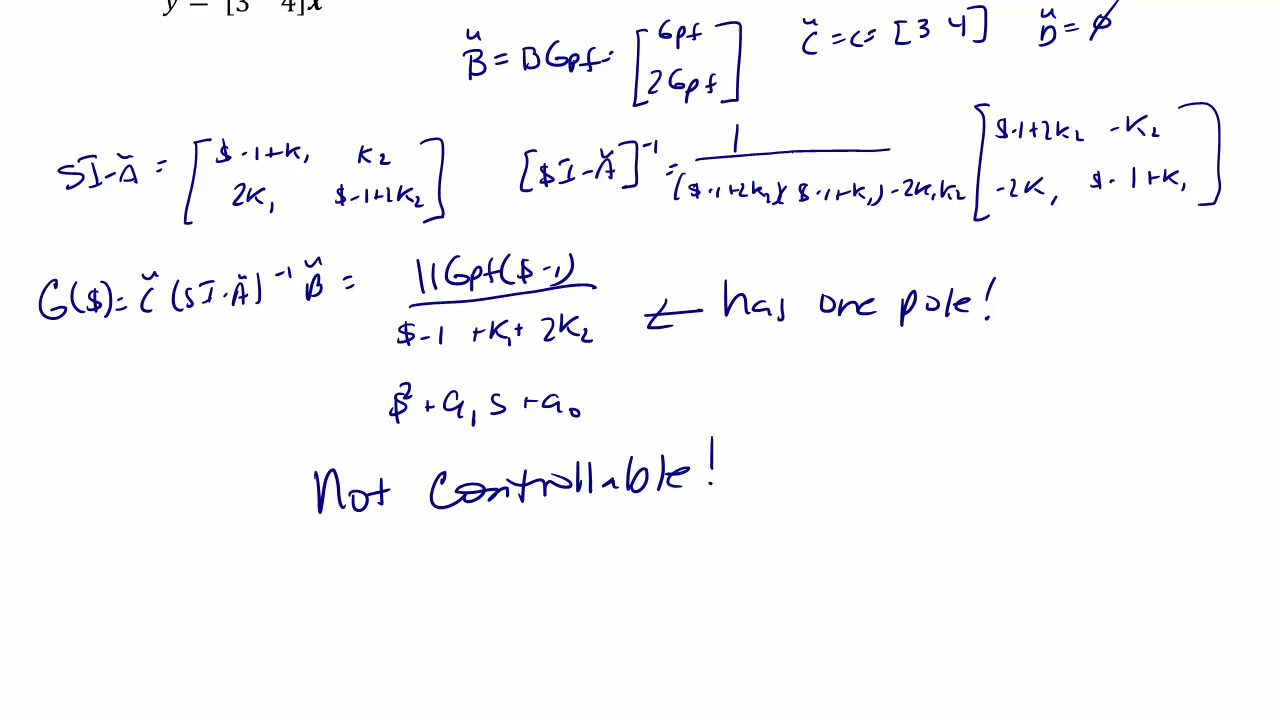 y = [3 4]x
B̌ = BGpf = [Gpf; 2Gpf] Č = C = [3 4] Ď = ∅
SI-Ǎ = [s-1+K₁ K₂; 2K₁ s-1+2K₂] [sI-Ǎ]⁻¹ = 1/((s-1+2K₂)(s-1+K₁)-2K₁K₂) [s-1+2K₂ -K₂; -2K₁ s-1+K₁]
G(s) = Č(SI-Ǎ]⁻¹ B̌ = 11Gpf(s-1)/(s-1+K₁+2K₂) ← has one pole!
s²+a₁s+a₀
Not controllable!